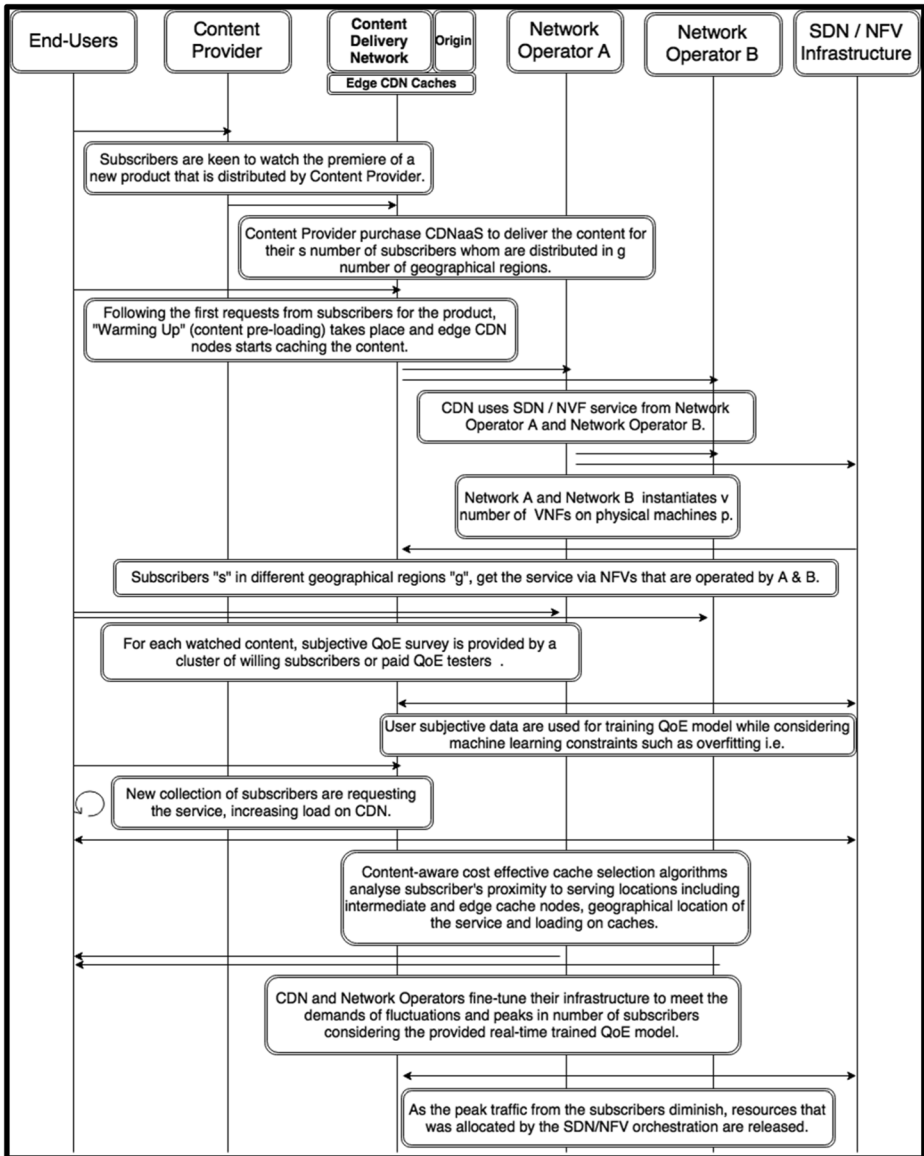 End-Users
Content
Provider
Content
Delivery
Network
Origin
Edge CDN Caches
Network
Operator A
Network
Operator B
SDN / NFV
Infrastructure
Subscribers are keen to watch the premiere of a
new product that is distributed by Content Provider.
Content Provider purchase CDNaaS to deliver the content for
their s number of subscribers whom are distributed in g
number of geographical regions.
Following the first requests from subscribers for the product,
"Warming Up" (content pre-loading) takes place and edge CDN
nodes starts caching the content.
CDN uses SDN / NVF service from Network
Operator A and Network Operator B.
Network A and Network B instantiates v
number of VNFs on physical machines p.
Subscribers "s" in different geographical regions "g", get the service via NFVs that are operated by A & B.
For each watched content, subjective QoE survey is provided by a
cluster of willing subscribers or paid QoE testers .
User subjective data are used for training QoE model while considering
machine learning constraints such as overfitting i.e.
New collection of subscribers are requesting
the service, increasing load on CDN.
Content-aware cost effective cache selection algorithms
analyse subscriber's proximity to serving locations including
intermediate and edge cache nodes, geographical location of
the service and loading on caches.
CDN and Network Operators fine-tune their infrastructure to meet the
demands of fluctuations and peaks in number of subscribers
considering the provided real-time trained QoE model.
As the peak traffic from the subscribers diminish, resources that
was allocated by the SDN/NFV orchestration are released.